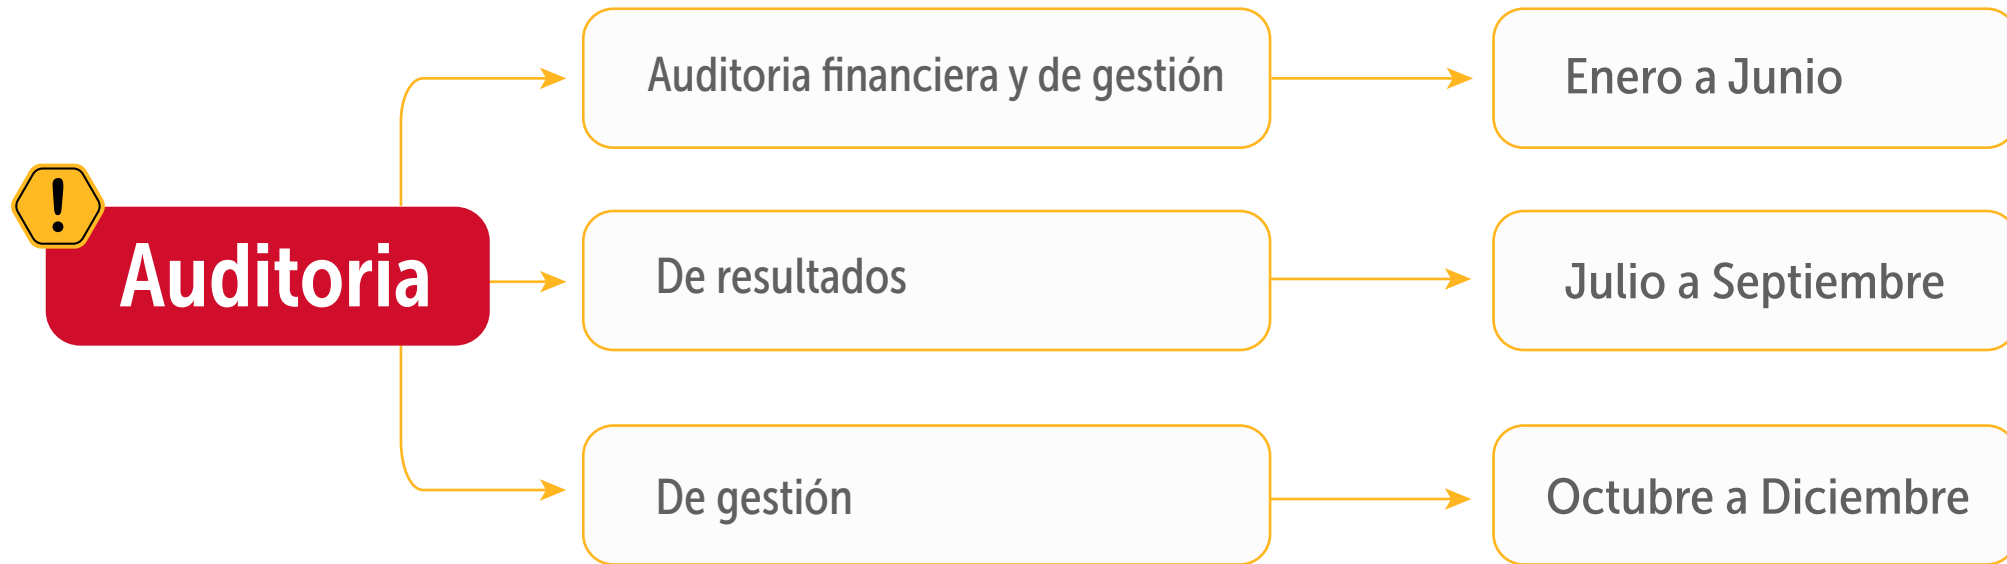 Auditoria financiera y de gestión
Enero a Junio
!
Auditoria
De resultados
Julio a Septiembre
De gestión
Octubre a Diciembre